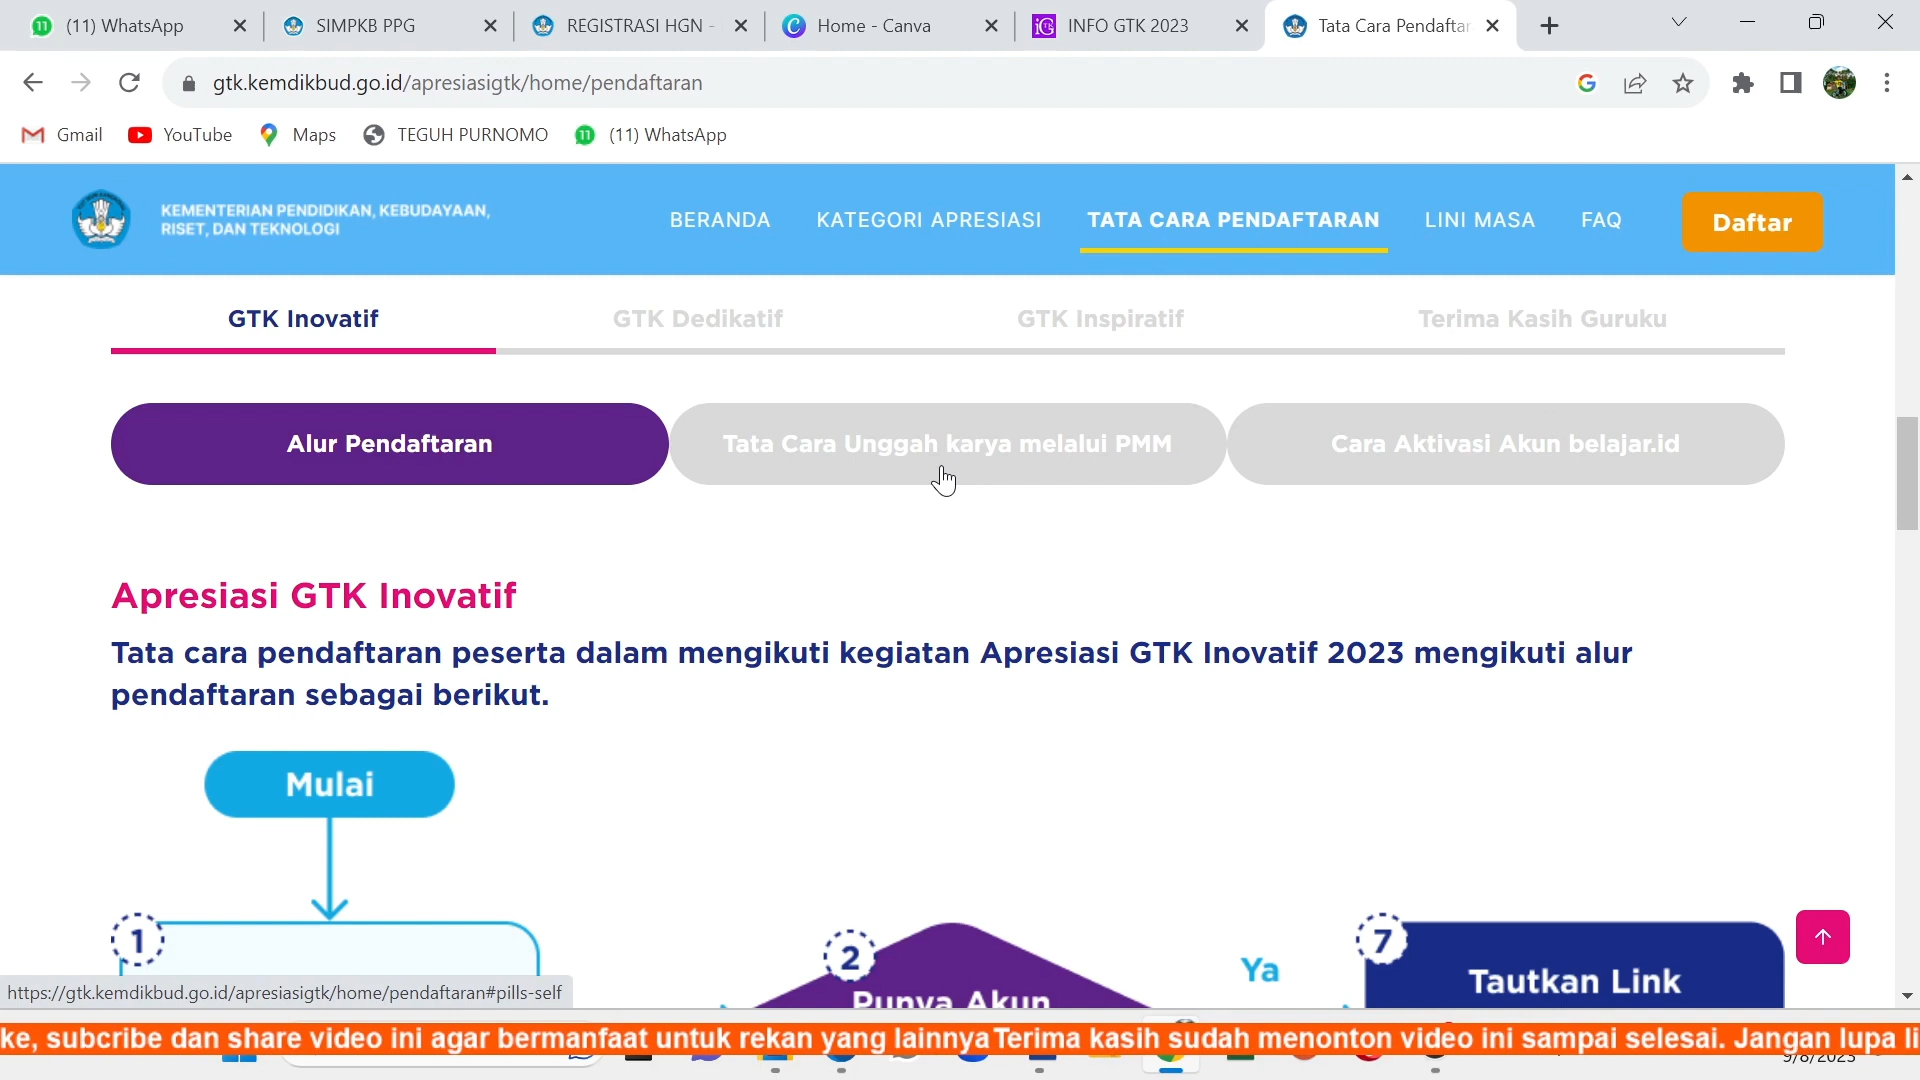 (11) WhatsApp
SIMPKB PPG
REGISTRASI HGN -
Home - Canva
INFO GTK 2023
Tata Cara Pendaftar
gtk.kemdikbud.go.id/apresiasigtk/home/pendaftaran
Gmail
YouTube
Maps
TEGUH PURNOMO
(11) WhatsApp
KEMENTERIAN PENDIDIKAN, KEBUDAYAAN,
RISET, DAN TEKNOLOGI
BERANDA
KATEGORI APRESIASI
TATA CARA PENDAFTARAN
LINI MASA
FAQ
Daftar
GTK Inovatif
GTK Dedikatif
GTK Inspiratif
Terima Kasih Guruku
Alur Pendaftaran
Tata Cara Unggah karya melalui PMM
Cara Aktivasi Akun belajar.id
Apresiasi GTK Inovatif
Tata cara pendaftaran peserta dalam mengikuti kegiatan Apresiasi GTK Inovatif 2023 mengikuti alur
pendaftaran sebagai berikut.
Mulai
1
2
Punya Akun
Ya
7
Tautkan Link
https://gtk.kemdikbud.go.id/apresiasigtk/home/pendaftaran#pills-self
ke, subcribe dan share video ini agar bermanfaat untuk rekan yang lainnya Terima kasih sudah menonton video ini sampai selesai. Jangan lupa li
9/8/2023